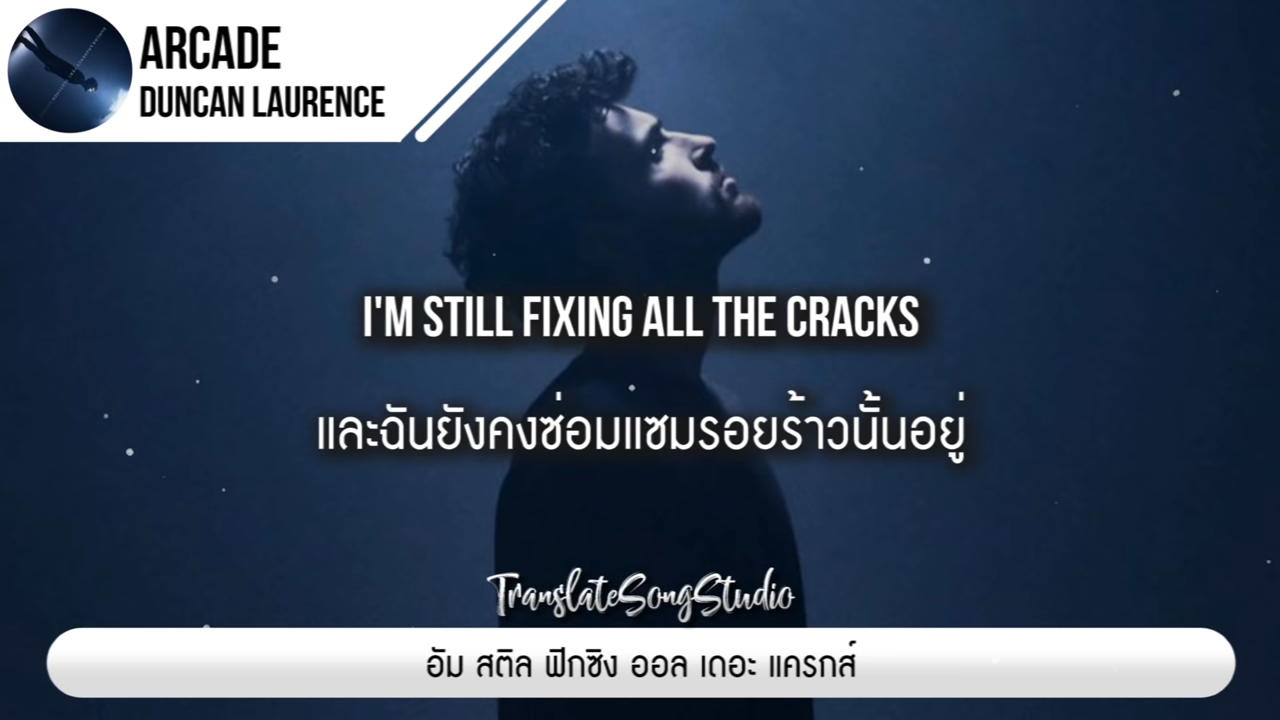 ARCADE
DUNCAN LAURENCE
I'M STILL FIXING ALL THE CRACKS
และฉันยังคงซ่อมแซมรอยร้าวนั้นอยู่
TranslateSongStudio
อัม สติล ฟิกซิง ออล เดอะ แครกส์